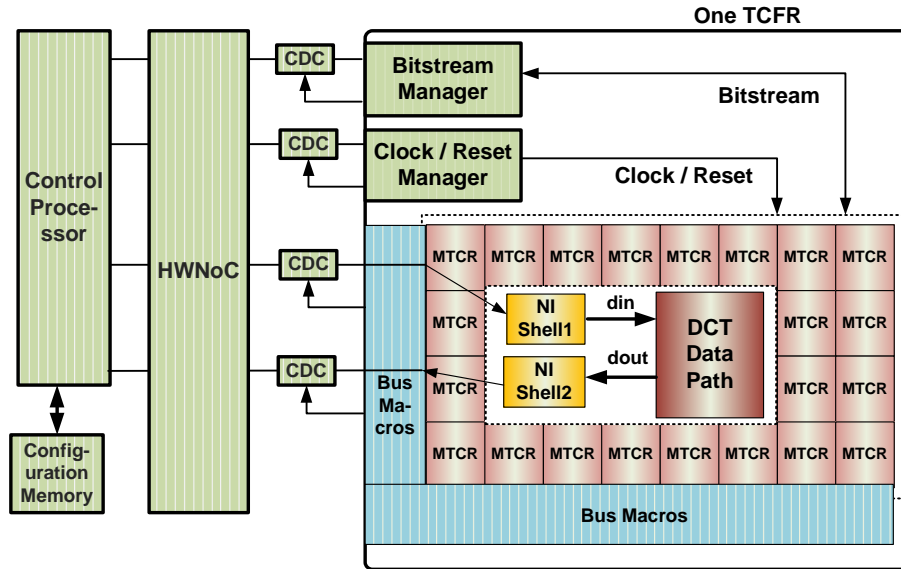 One TCFR
CDC
Bitstream
Manager
Bitstream
CDC
Clock / Reset
Manager
Clock / Reset
Control
Proce-
ssor
HWNoC
CDC
CDC
MTCR MTCR MTCR MTCR MTCR MTCR MTCR MTCR
MTCR MTCR MTCR
MTCR MTCR MTCR
MTCR MTCR MTCR MTCR MTCR MTCR MTCR MTCR
NI
Shell1
din
DCT
Data
Path
dout
NI
Shell2
Bus
Ma-
cros
Config-
uration
Memory
Bus Macros